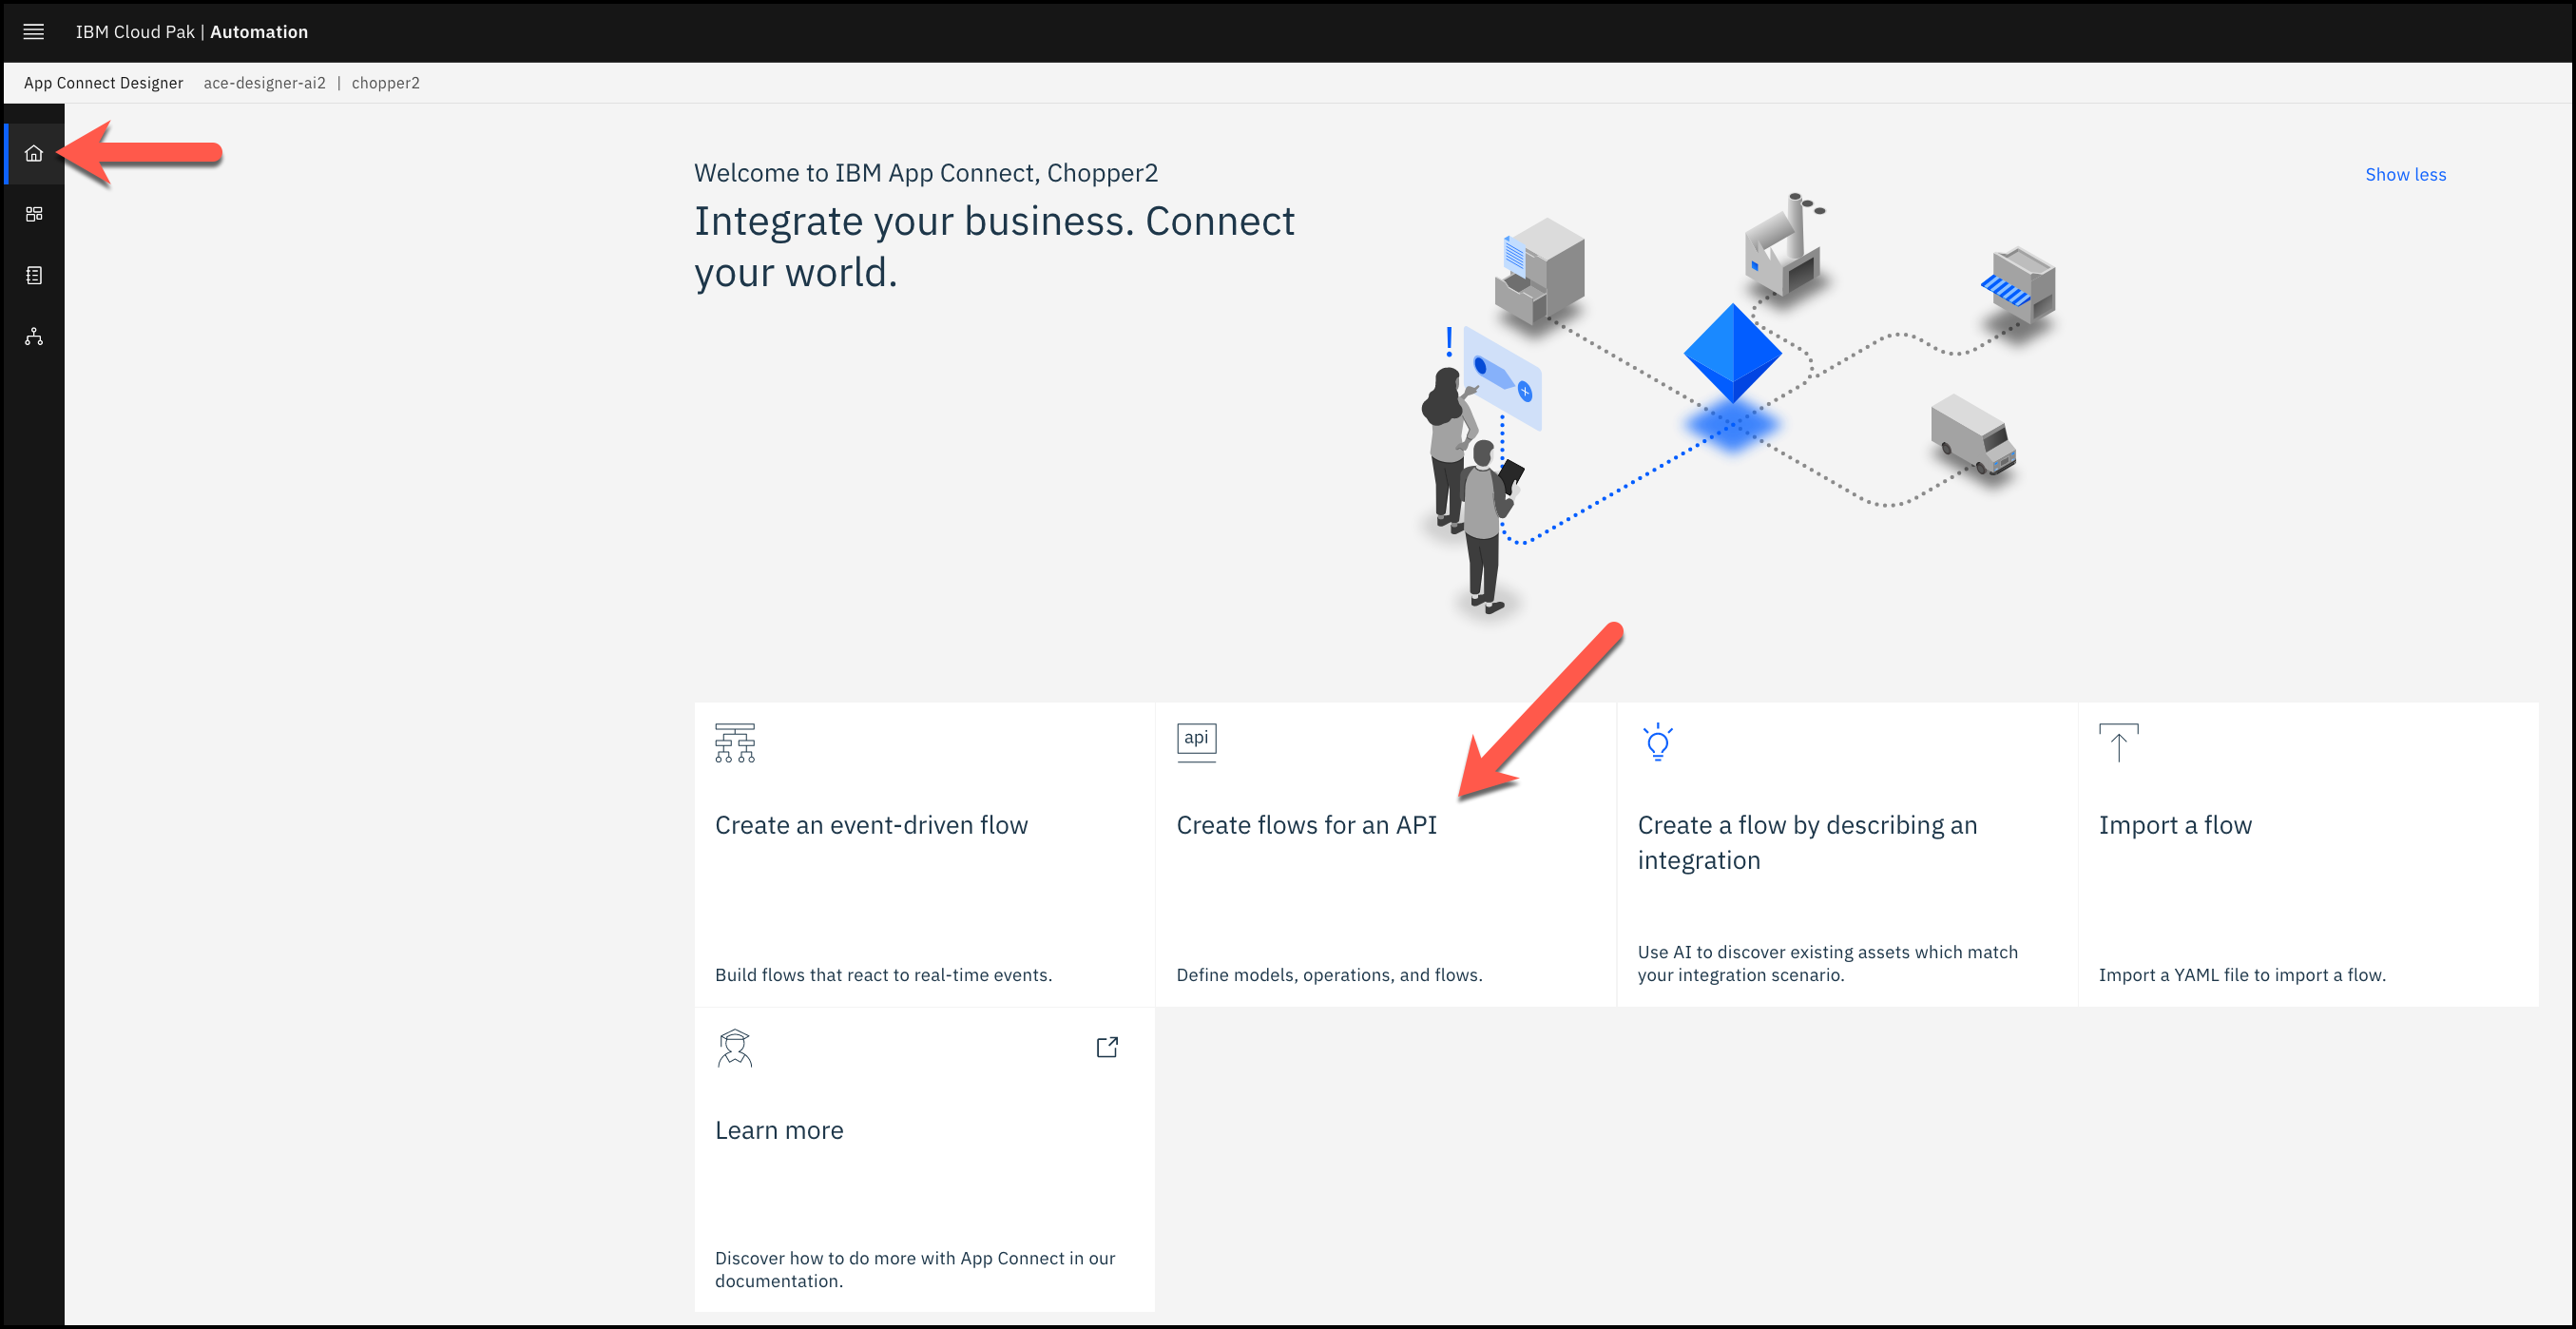 IBM Cloud Pak | Automation
App Connect Designer ace-designer-ai2 | chopper2
Welcome to IBM App Connect, Chopper2
Show less
Integrate your business. Connect
your world.
!
api
Create an event-driven flow
Build flows that react to real-time events.
Create flows for an API
Define models, operations, and flows.
Create a flow by describing an
integration
Use AI to discover existing assets which match
your integration scenario.
Import a flow
Import a YAML file to import a flow.
Learn more
Discover how to do more with App Connect in our
documentation.